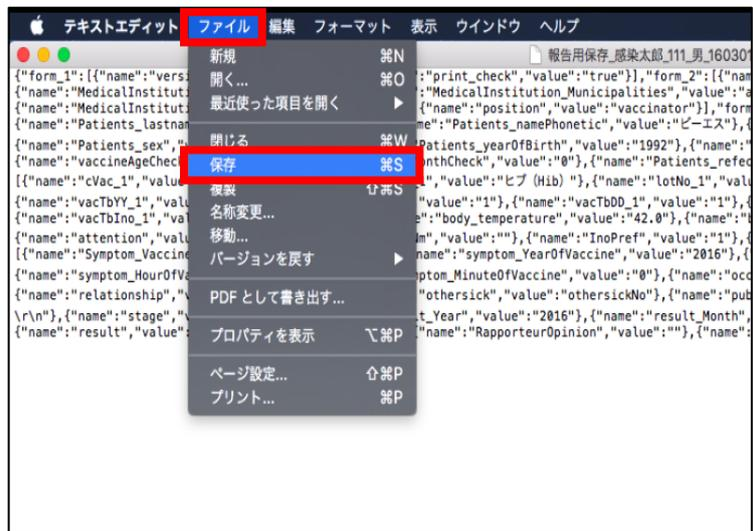 テキストエディット ファイル 編集 フォーマット 表示 ウインドウ ヘルプ
報告用保存_感染太郎_111_男_160301
新規 ⌘N
開く... ⌘O
最近使った項目を開く ▶
閉じる ⌘W
保存 ⌘S
複製 ⇧⌘S
名称変更...
移動...
バージョンを戻す ▶
PDF として書き出す...
プロパティを表示 ⌥⌘P
ページ設定... ⇧⌘P
プリント... ⌘P
{"form_1":[{"name":"versi :"print_check","value":"true"}],"form_2":[{"nam
{"name":"MedicalInstituti :"MedicalInstitution_Municipalities","value":"a
{"name":"MedicalInstituti {"name":"position","value":"vaccinator"}],"form
{"name":"Patients_lastnam me":"Patients_namePhonetic","value":"ピーエス"},{
{"name":"Patients_sex"," Patients_yearOfBirth","value":"1992"},{"name":"
{"name":"vaccineAgeChec nthCheck","value":"0"},{"name":"Patients_refec
[{"name":"cVac_1","value ","value":"ヒブ (Hib) "},{"name":"lotNo_1","valu
{"name":"vacTbYY_1","valu value":"1"},{"name":"vacTbDD_1","value":"1"},{
{"name":"vacTbIno_1","val e":"body_temperature","value":"42.0"},{"name":"
{"name":"attention","valu ","value":""},{"name":"InoPref","value":"1"},{
[{"name":"Symptom_Vaccine name":"symptom_YearOfVaccine","value":"2016"},{
{"name":"symptom_HourOfVa ptom_MinuteOfVaccine","value":"0"},{"name":"occ
{"name":"relationship"," "othersick","value":"othersickNo"},{"name":"pub
\r\n"},{"name":"stage"," t_Year","value":"2016"},{"name":"result_Month",
{"name":"result","value" "name":"RapporteurOpinion","value":""},{"name":